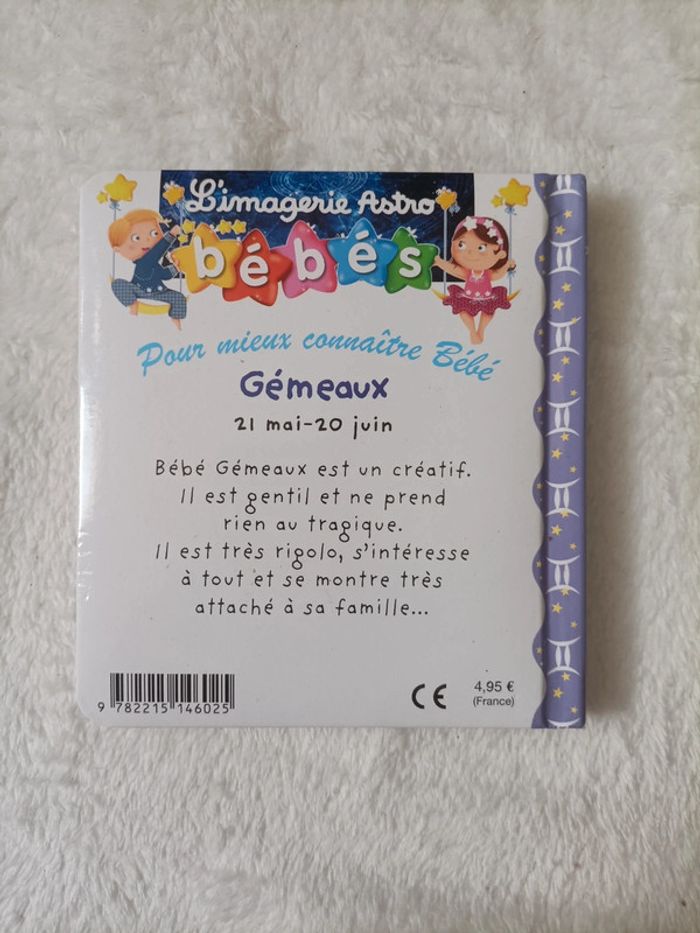 L'imagerie Astro
bébés
Pour mieux connaître Bébé
Gémeaux
21 mai-20 juin
Bébé Gémeaux est un créatif.
Il est gentil et ne prend
rien au tragique.
Il est très rigolo, s'intéresse
à tout et se montre très
attaché à sa famille...
9 782215 146025
CE
4,95 €
(France)